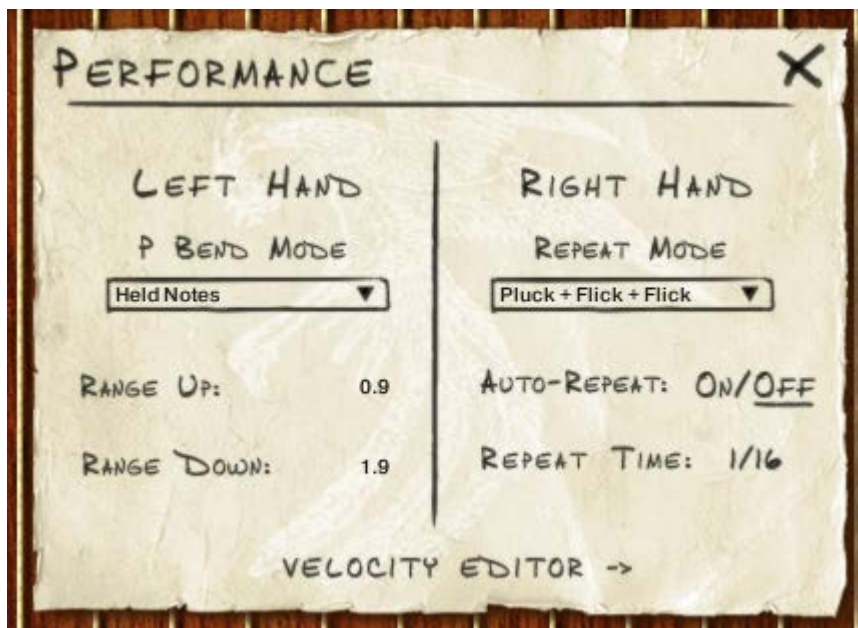 PERFORMANCE X
LEFT HAND
P BEND MODE
Held Notes
RANGE UP: 0.9
RANGE DOWN: 1.9
RIGHT HAND
REPEAT MODE
Pluck + Flick + Flick
AUTO-REPEAT: ON/OFF
REPEAT TIME: 1/16
VELOCITY EDITOR ->